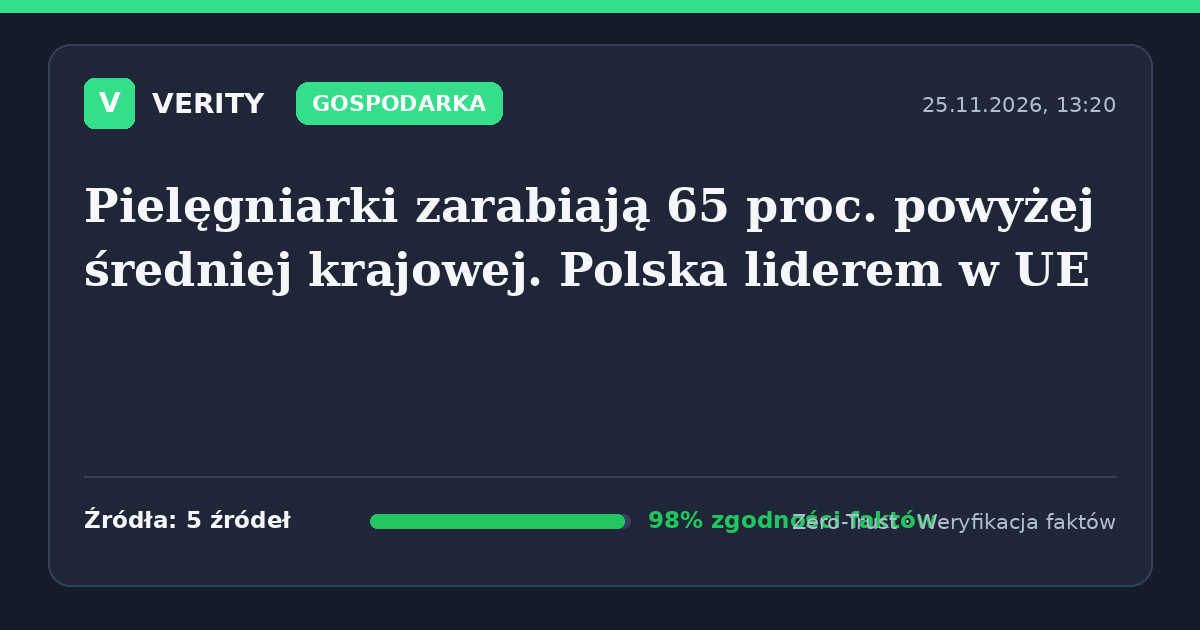 V VERITY GOSPODARKA 25.11.2026, 13:20
Pielęgniarki zarabiają 65 proc. powyżej
średniej krajowej. Polska liderem w UE
Źródła: 5 źródeł 98% zgodności faktów Zero-Trust · Weryfikacja faktów